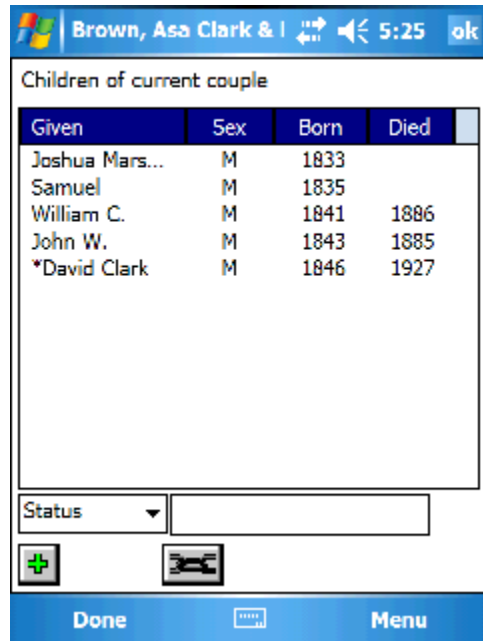 Brown, Asa Clark & l 5:25 ok
Children of current couple
Given Sex Born Died
Joshua Mars... M 1833
Samuel M 1835
William C. M 1841 1886
John W. M 1843 1885
*David Clark M 1846 1927
Status
Done Menu